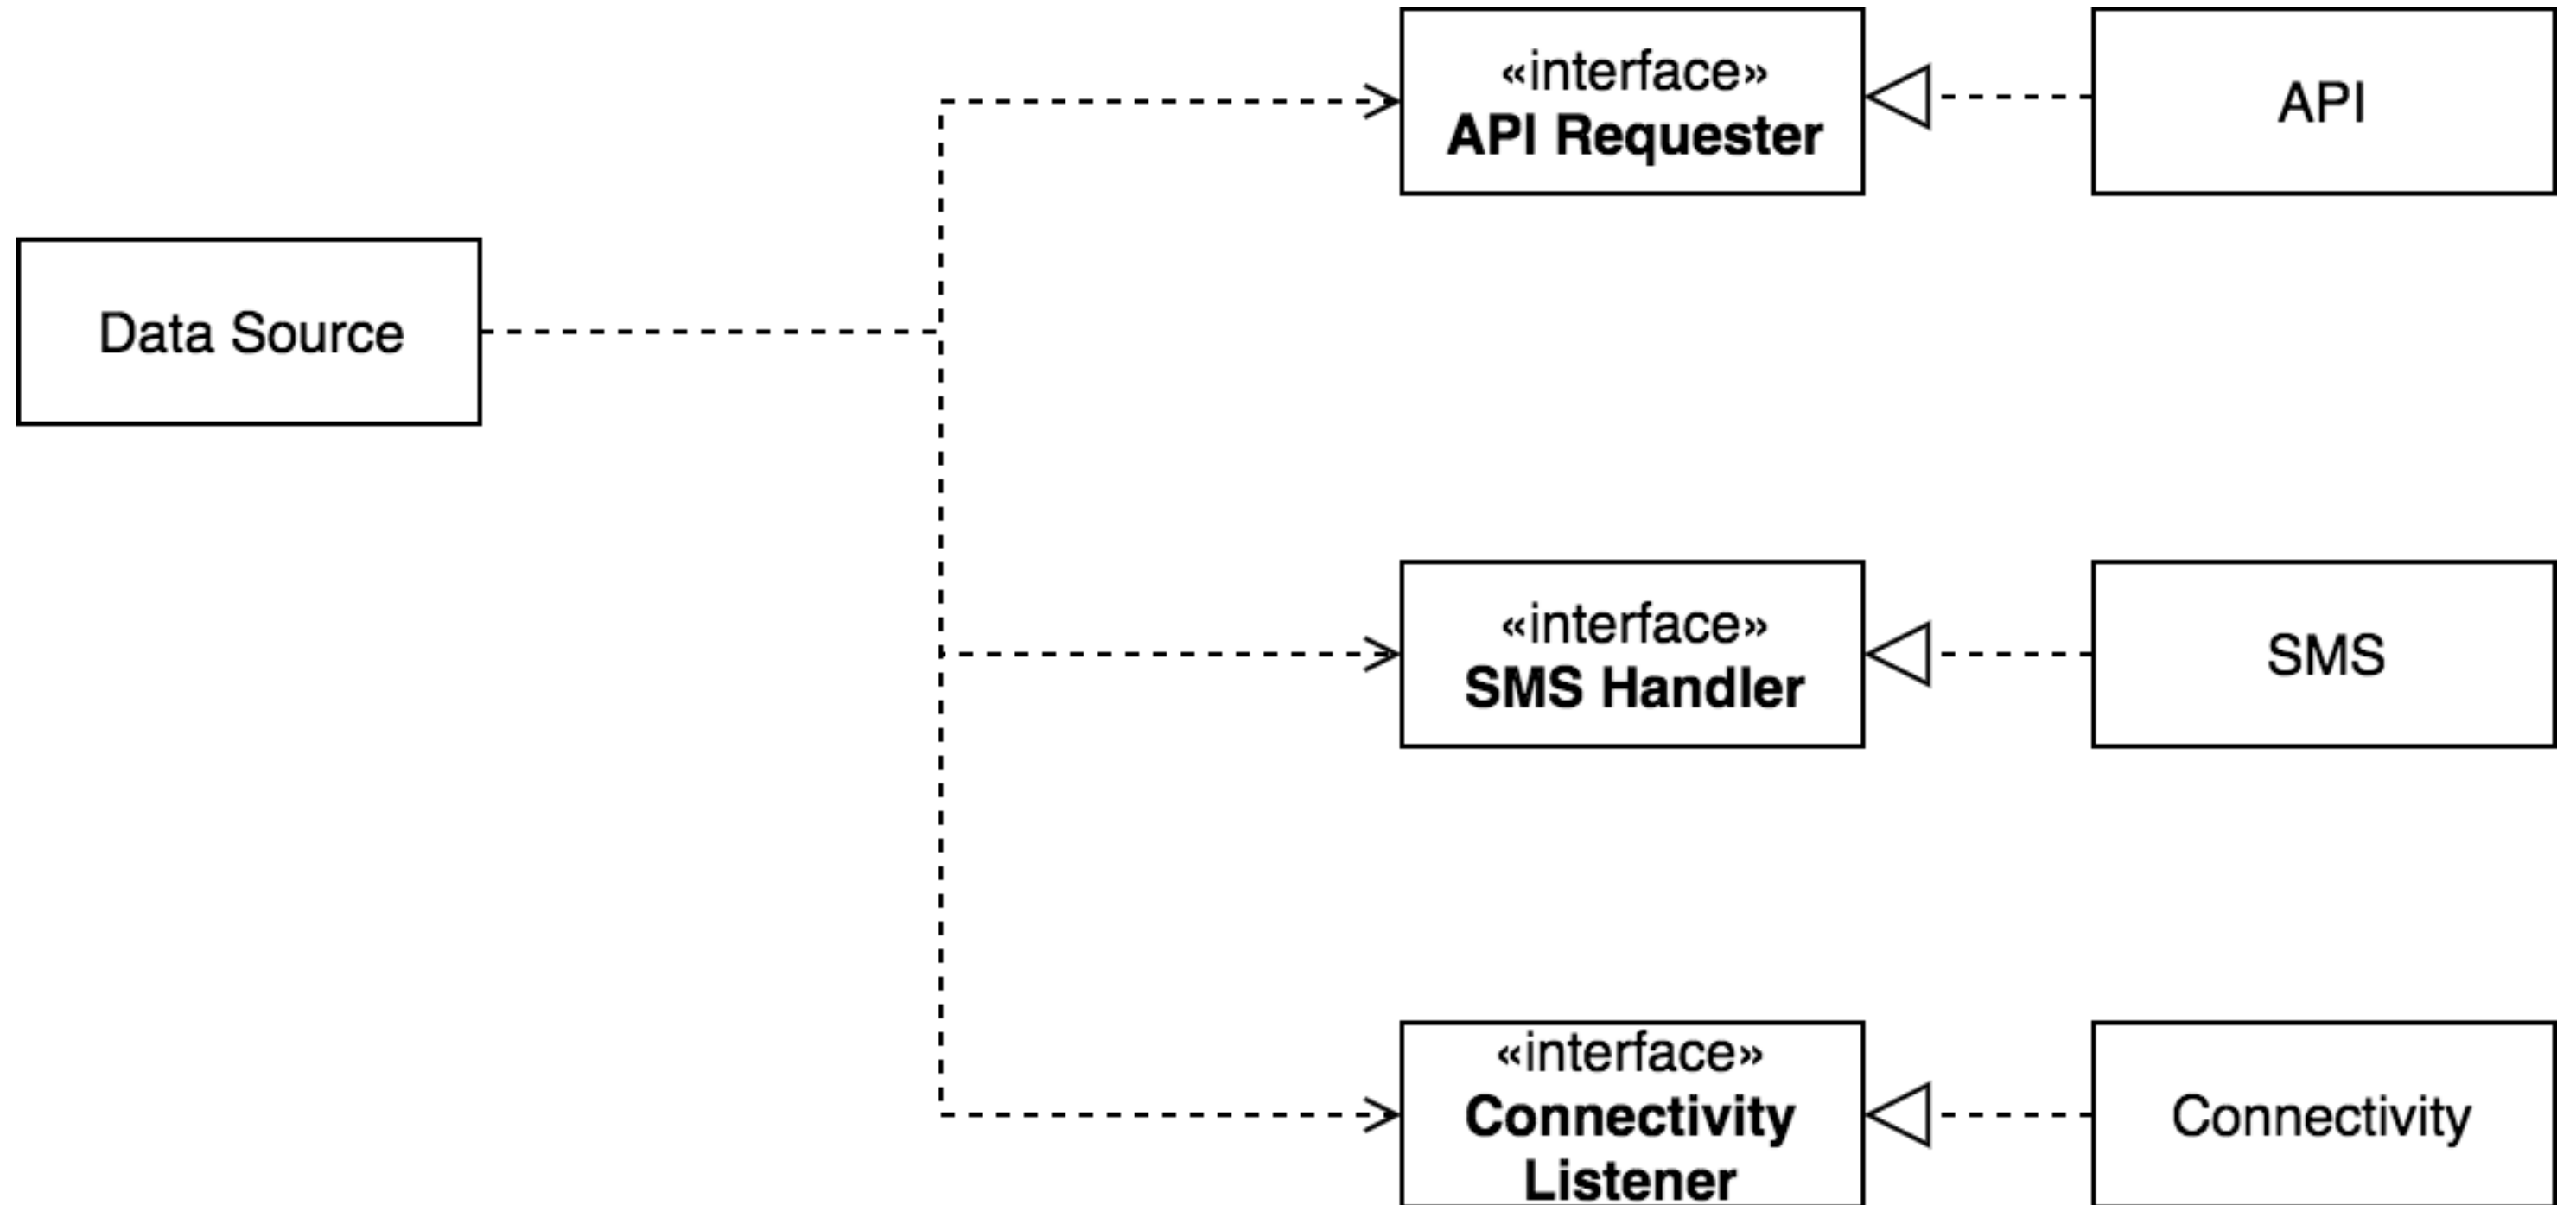 «interface»
API Requester
API
Data Source
«interface»
SMS Handler
SMS
«interface»
Connectivity
Listener
Connectivity